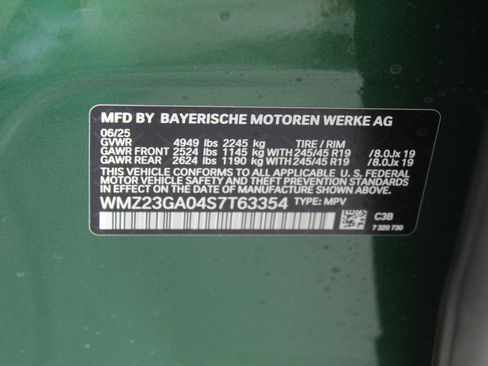 MFD BY BAYERISCHE MOTOREN WERKE AG
06/25
GVWR 4949 lbs 2245 kg TIRE / RIM
GAWR FRONT 2524 lbs 1145 kg WITH 245/45 R19 / 8.0Jx 19
GAWR REAR 2624 lbs 1190 kg WITH 245/45 R19 / 8.0Jx 19
THIS VEHICLE CONFORMS TO ALL APPLICABLE U.S. FEDERAL
MOTOR VEHICLE SAFETY AND THEFT PREVENTION STANDARDS
IN EFFECT ON THE DATE OF MANUFACTURE SHOWN ABOVE.
WMZ23GA04S7T63354 TYPE: MPV
C3B
7 320 730